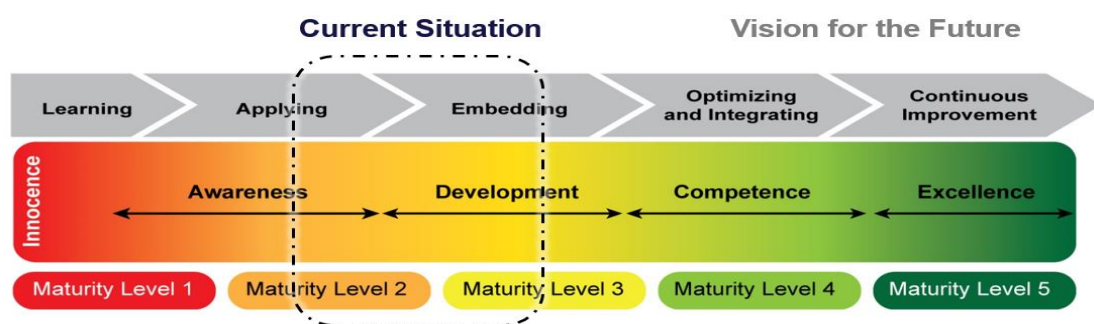 Current Situation
Vision for the Future
Learning
Applying
Embedding
Optimizing
and Integrating
Continuous
Improvement
Innocence
Awareness
Development
Competence
Excellence
Maturity Level 1
Maturity Level 2
Maturity Level 3
Maturity Level 4
Maturity Level 5